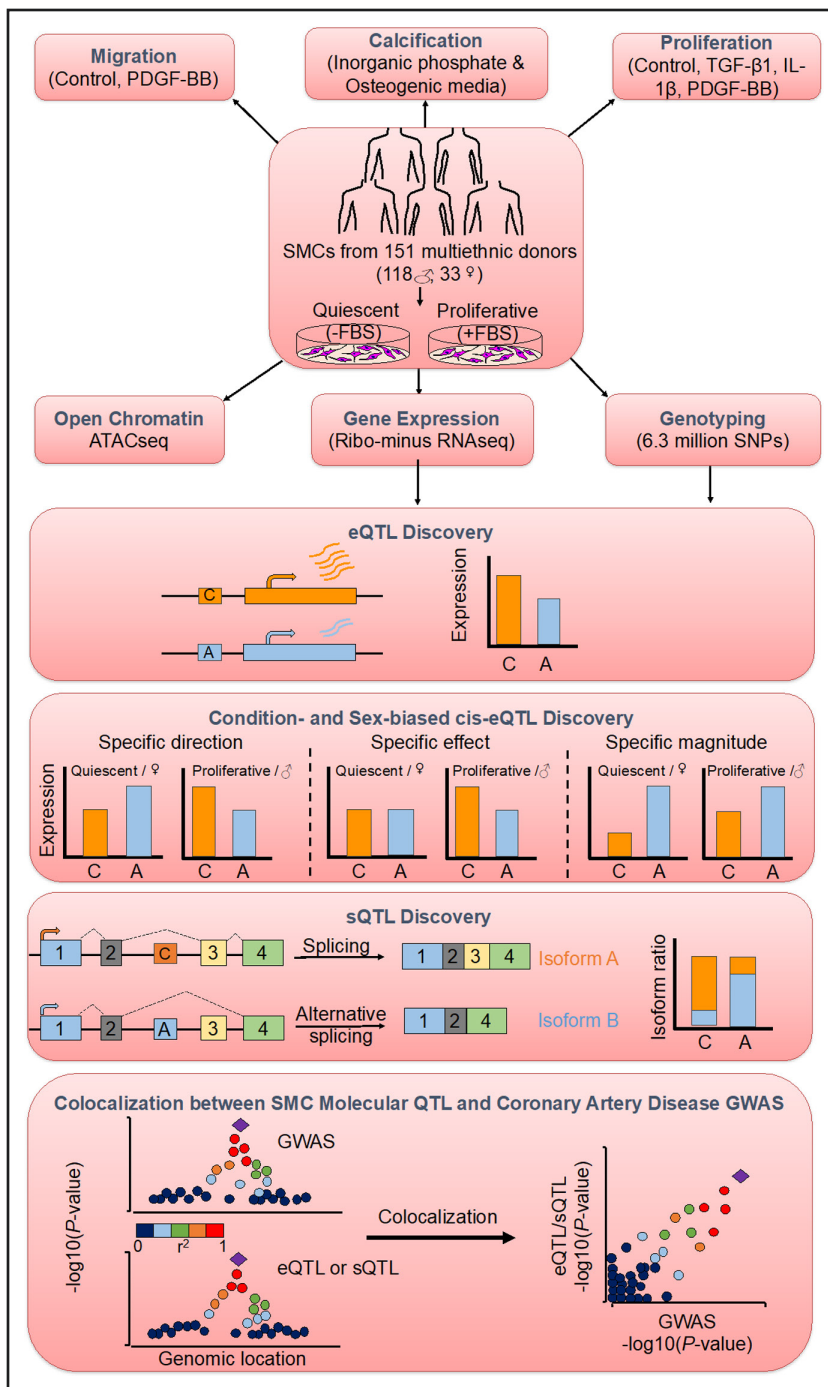 Migration
(Control, PDGF-BB)
Calcification
(Inorganic phosphate &
Osteogenic media)
Proliferation
(Control, TGF-β1, IL-
1β, PDGF-BB)
SMCs from 151 multiethnic donors
(118♂, 33♀)
Quiescent
(-FBS)
Proliferative
(+FBS)
Open Chromatin
ATACseq
Gene Expression
(Ribo-minus RNAseq)
Genotyping
(6.3 million SNPs)
eQTL Discovery
C
A
Expression
C A
Condition- and Sex-biased cis-eQTL Discovery
Specific direction
Specific effect
Specific magnitude
Expression
Quiescent / ♀
C A
Proliferative /♂
C A
Quiescent / ♀
C A
Proliferative /♂
C A
Quiescent / ♀
C A
Proliferative /♂
C A
sQTL Discovery
1 2 C 3 4
Splicing
1 2 3 4
Isoform A
1 2 A 3 4
Alternative
splicing
1 2 4
Isoform B
Isoform ratio
C A
Colocalization between SMC Molecular QTL and Coronary Artery Disease GWAS
-log10(P-value)
GWAS
0 r² 1
eQTL or sQTL
Genomic location
Colocalization
eQTL/sQTL
-log10(P-value)
GWAS
-log10(P-value)